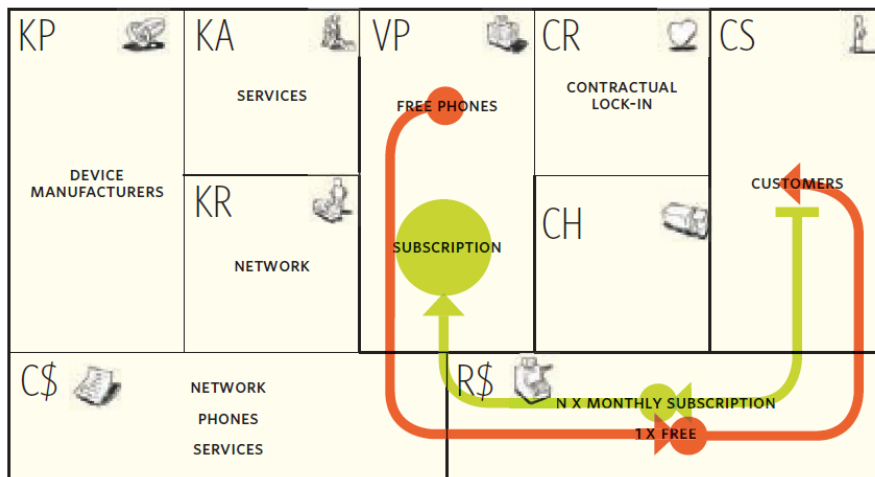 KP
DEVICE
MANUFACTURERS
KA
SERVICES
KR
NETWORK
VP
FREE PHONES
SUBSCRIPTION
CR
CONTRACTUAL
LOCK-IN
CH
CS
CUSTOMERS
C$
NETWORK
PHONES
SERVICES
R$
N X MONTHLY SUBSCRIPTION
1 X FREE